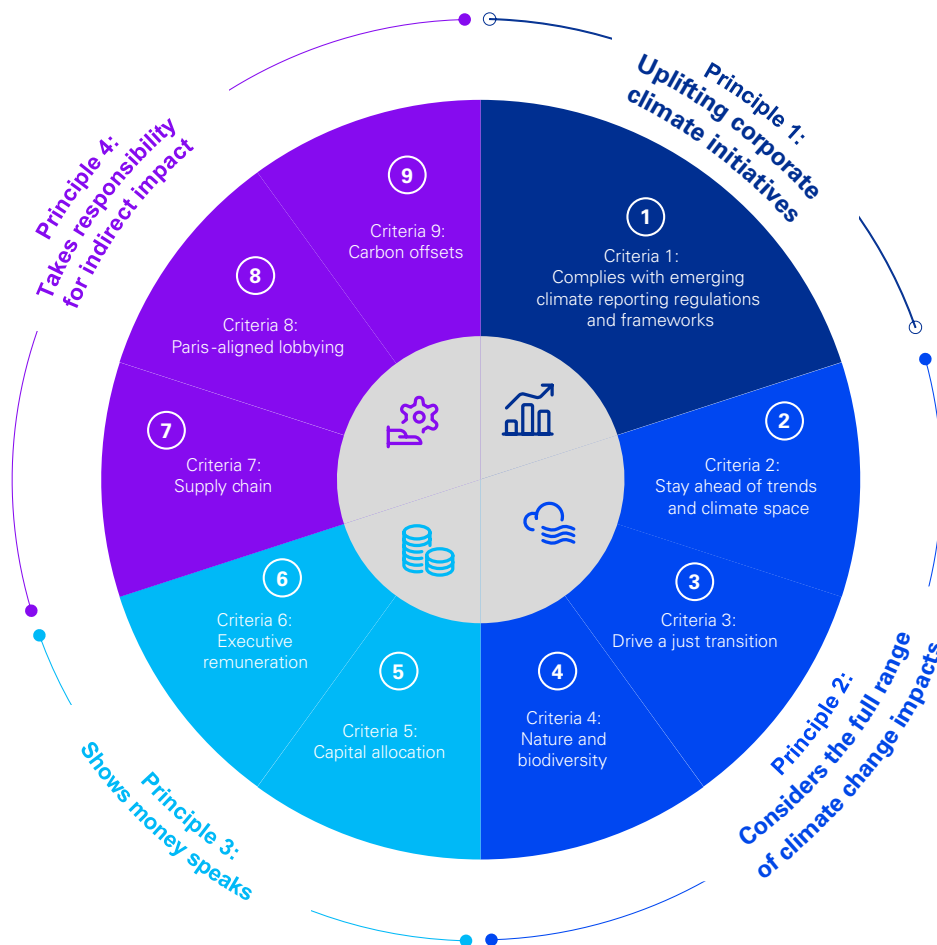 Principle 1:
Uplifting corporate
climate initiatives
1
Criteria 1:
Complies with emerging
climate reporting regulations
and frameworks
2
Criteria 2:
Stay ahead of trends
and climate space
3
Criteria 3:
Drive a just transition
4
Criteria 4:
Nature and
biodiversity
Principle 2:
Considers the full range
of climate change impacts
5
Criteria 5:
Capital allocation
6
Criteria 6:
Executive
remuneration
Principle 3:
Shows money speaks
7
Criteria 7:
Supply chain
8
Criteria 8:
Paris-aligned lobbying
9
Criteria 9:
Carbon offsets
Principle 4:
Takes responsibility
for indirect impact